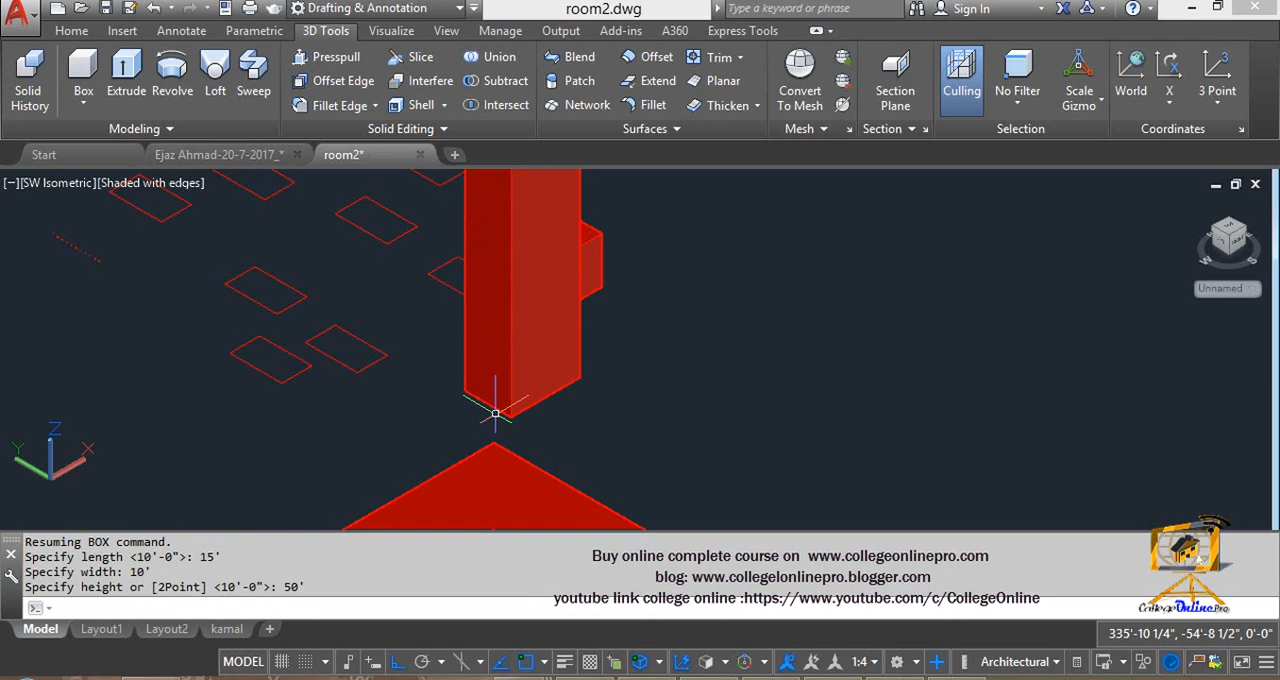 Drafting & Annotation
room2.dwg
Type a keyword or phrase
Sign In
Home Insert Annotate Parametric 3D Tools Visualize View Manage Output Add-ins A360 Express Tools
Solid History
Box
Extrude
Revolve
Loft
Sweep
Modeling
Presspull
Offset Edge
Fillet Edge
Slice
Interfere
Shell
Union
Subtract
Intersect
Solid Editing
Blend
Patch
Network
Offset
Extend
Fillet
Trim
Planar
Thicken
Surfaces
Convert To Mesh
Mesh
Section Plane
Section
Culling
No Filter
Scale Gizmo
Selection
World
X
3 Point
Coordinates
Start
Ejaz Ahmad-20-7-2017_*
room2*
[−][SW Isometric][Shaded with edges]
W
S
Unnamed
Z
Y
X
Resuming BOX command.
Specify length <10'-0">: 15'
Specify width: 10'
Specify height or [2Point] <10'-0">: 50'
Buy online complete course on www.collegeonlinepro.com
blog: www.collegelonlinepro.blogger.com
youtube link college online :https://www.youtube.com/c/CollegeOnline
CollegeOnlinePro
Model Layout1 Layout2 kamal
335'-10 1/4", -54'-8 1/2", 0'-0"
MODEL
1:4
Architectural